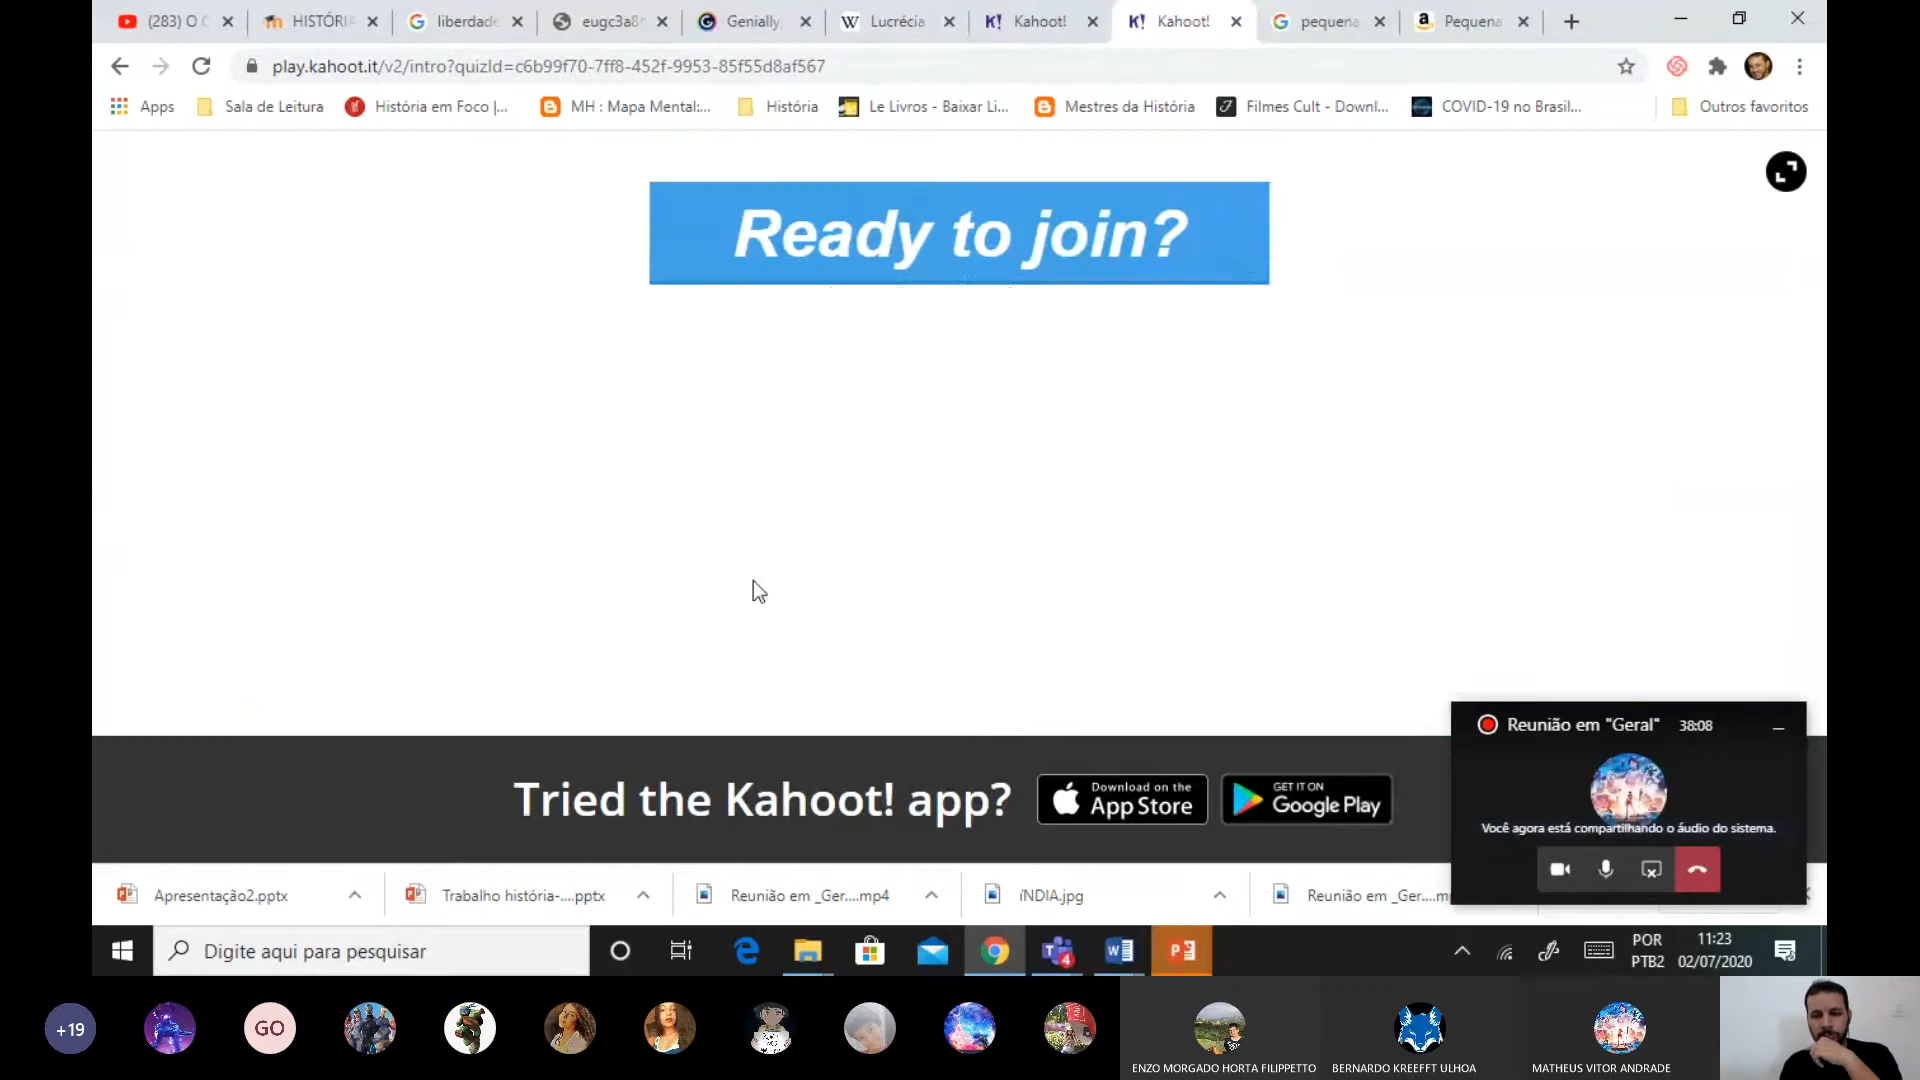 (283) O C
HISTÓRIA
liberdade
eugc3a8n
Genially
Lucrécia
Kahoot!
Kahoot!
pequena
Pequena
play.kahoot.it/v2/intro?quizId=c6b99f70-7ff8-452f-9953-85f55d8af567
Apps
Sala de Leitura
História em Foco |...
MH : Mapa Mental:...
História
Le Livros - Baixar Li...
Mestres da História
Filmes Cult - Downl...
COVID-19 no Brasil...
Outros favoritos
Ready to join?
Reunião em "Geral" 38:08
Você agora está compartilhando o áudio do sistema.
Tried the Kahoot! app?
Download on the
App Store
GET IT ON
Google Play
Apresentação2.pptx
Trabalho história-....pptx
Reunião em _Ger....mp4
íNDIA.jpg
Reunião em _Ger....m
Digite aqui para pesquisar
4
POR
PTB2
11:23
02/07/2020
+19
GO
ENZO MORGADO HORTA FILIPPETTO
BERNARDO KREEFFT ULHOA
MATHEUS VITOR ANDRADE